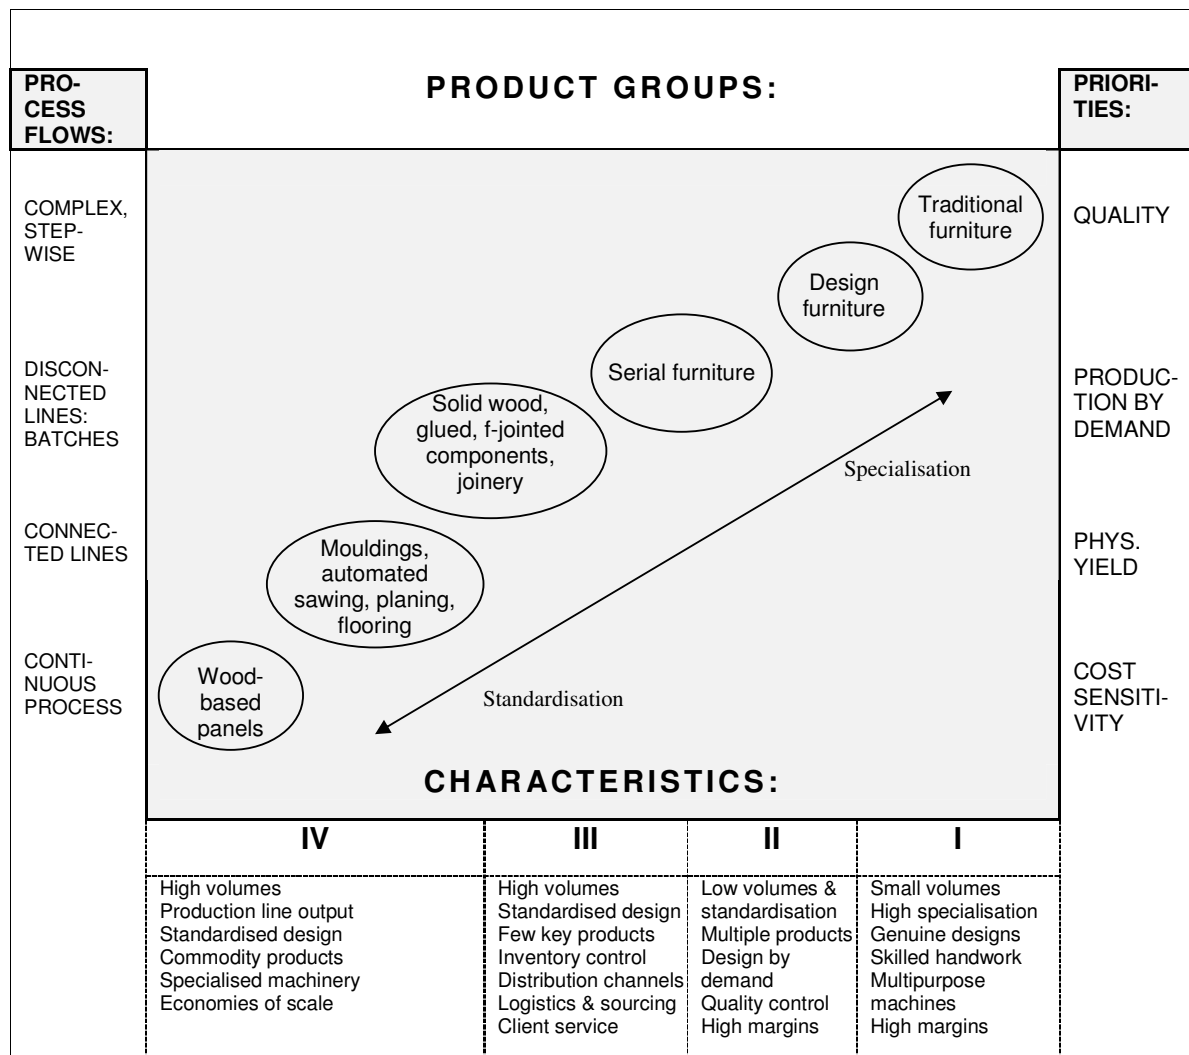 PRO-
CESS
FLOWS:
PRODUCT GROUPS:
PRIORI-
TIES:
COMPLEX,
STEP-
WISE
Traditional
furniture
QUALITY
Design
furniture
DISCON-
NECTED
LINES:
BATCHES
Serial furniture
PRODUC-
TION BY
DEMAND
Solid wood,
glued, f-jointed
components,
joinery
Specialisation
CONNEC-
TED LINES
Mouldings,
automated
sawing, planing,
flooring
PHYS.
YIELD
CONTI-
NUOUS
PROCESS
Wood-
based
panels
Standardisation
COST
SENSITI-
VITY
CHARACTERISTICS:
IV
High volumes
Production line output
Standardised design
Commodity products
Specialised machinery
Economies of scale
III
High volumes
Standardised design
Few key products
Inventory control
Distribution channels
Logistics & sourcing
Client service
II
Low volumes &
standardisation
Multiple products
Design by
demand
Quality control
High margins
I
Small volumes
High specialisation
Genuine designs
Skilled handwork
Multipurpose
machines
High margins